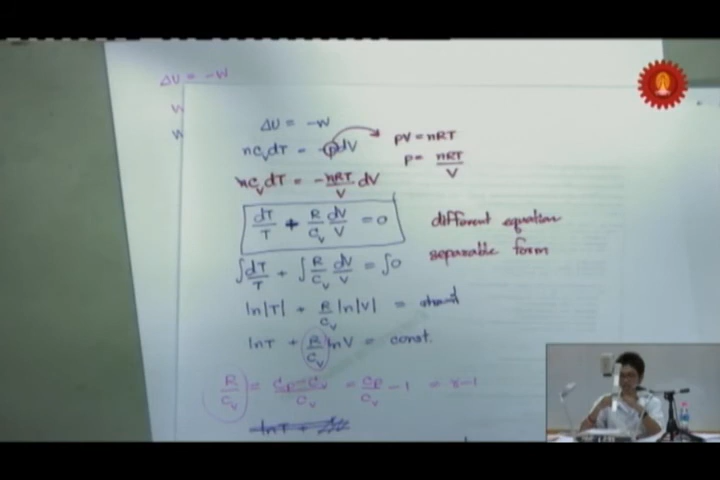 ΔU = -W
W
W
ΔU = -W
nCvdT = -pdV
PV = nRT
P = nRT/V
nCvdT = -nRT/V dV
dT/T + R/Cv dV/V = 0
different equation
separable form
∫dT/T + ∫R/Cv dV/V = ∫0
ln|T| + R/Cv ln|V| =
lnT + R/Cv lnV = const.
R/Cv = CP-Cv/Cv = CP/Cv - 1 = γ-1
lnT +